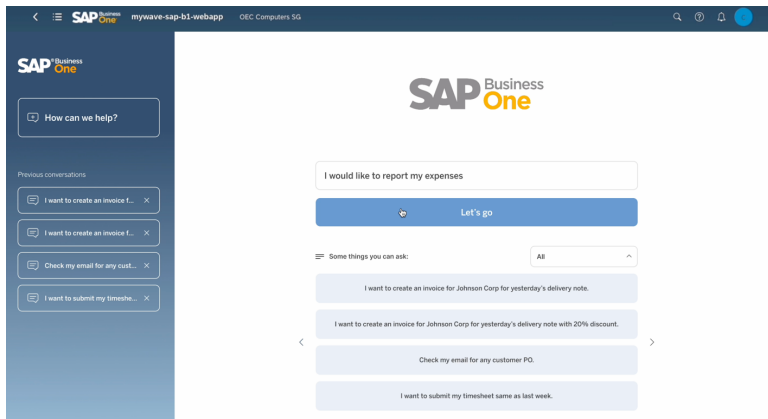 SAP Business One mywave-sap-b1-webapp OEC Computers SG
SAP Business One
How can we help?
Previous conversations
I want to create an invoice f...
I want to create an invoice f...
Check my email for any cust...
I want to submit my timeshe...
SAP Business One
I would like to report my expenses
Let's go
Some things you can ask:
All
I want to create an invoice for Johnson Corp for yesterday's delivery note.
I want to create an invoice for Johnson Corp for yesterday's delivery note with 20% discount.
Check my email for any customer PO.
I want to submit my timesheet same as last week.